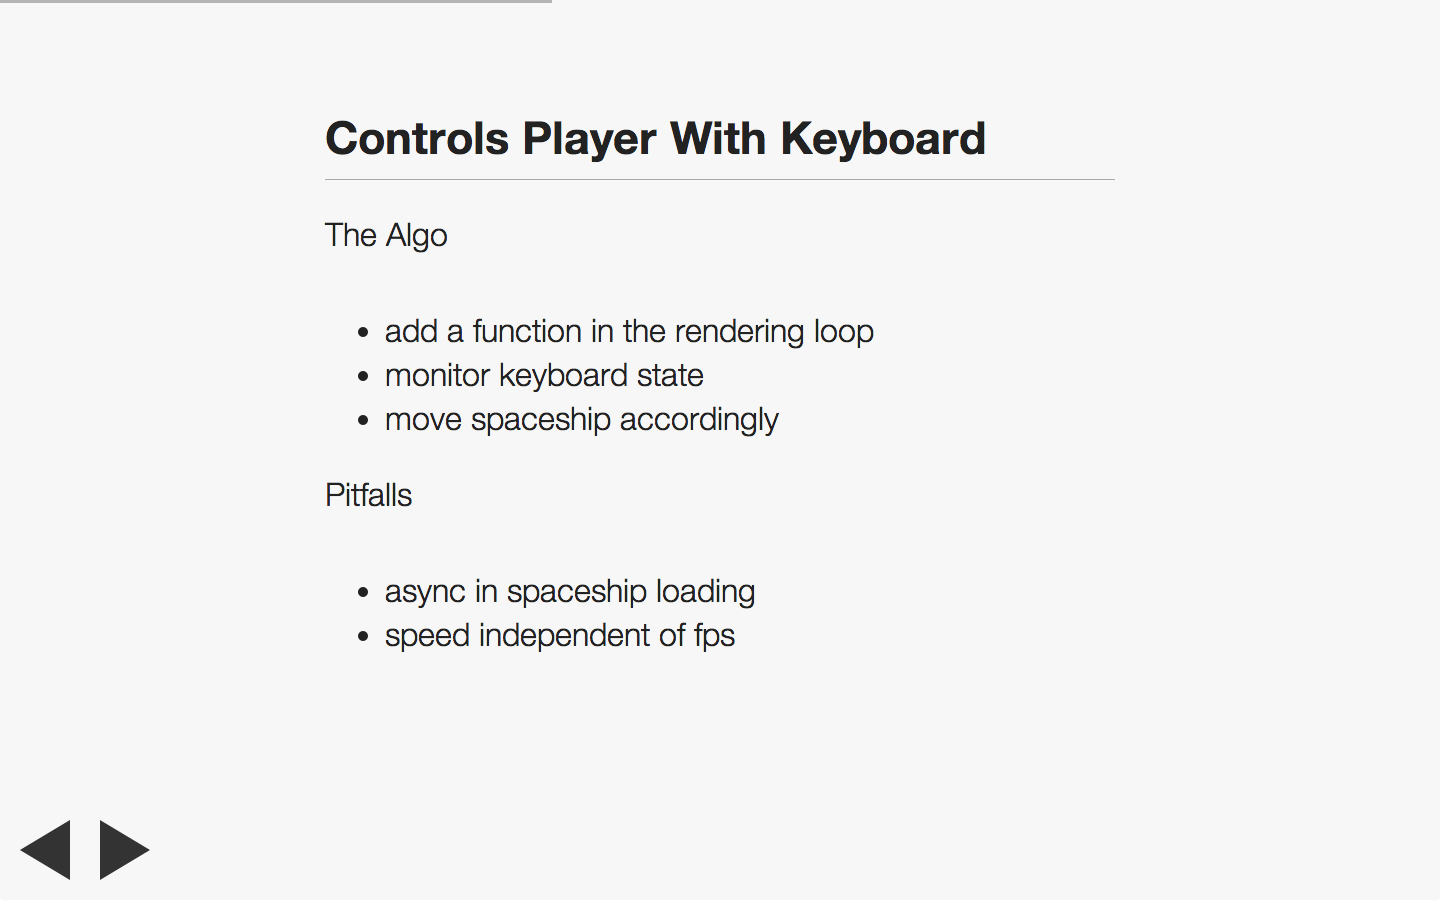 Controls Player With Keyboard
The Algo
add a function in the rendering loop
monitor keyboard state
move spaceship accordingly
Pitfalls
async in spaceship loading
speed independent of fps